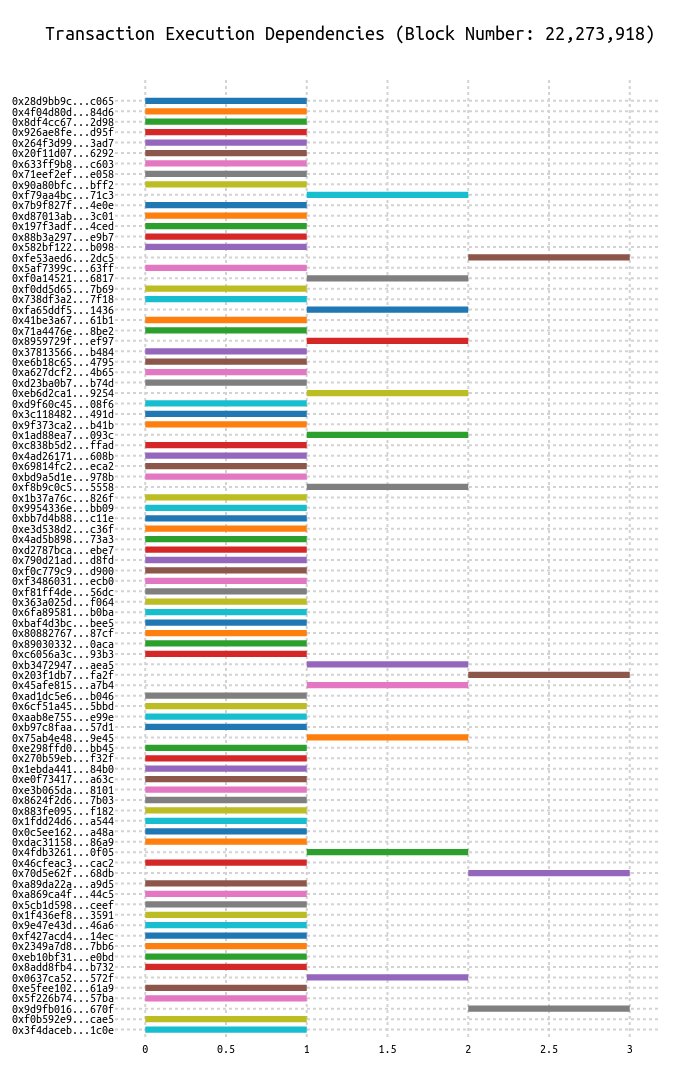 Transaction Execution Dependencies (Block Number: 22,273,918)
0x28d9bb9c...c065
0x4f04d80d...84d6
0x8df4cc67...2d98
0x926ae8fe...d95f
0x264f3d99...3ad7
0x20f11d07...6292
0x633ff9b8...c603
0x71eef2ef...e058
0x90a80bfc...bff2
0xf79aa4bc...71c3
0x7b9f827f...4e0e
0xd87013ab...3c01
0x197f3adf...4ced
0x88b3a297...e9b7
0x582bf122...b098
0xfe53aed6...2dc5
0x5af7399c...63ff
0xf0a14521...6817
0xf0dd5d65...7b69
0x738df3a2...7f18
0xfa65ddf5...1436
0x41be3a67...61b1
0x71a4476e...8be2
0x8959729f...ef97
0x37813566...b484
0xe6b18c65...4795
0xa627dcf2...4b65
0xd23ba0b7...b74d
0xeb6d2ca1...9254
0xd9f60c45...08f6
0x3c118482...491d
0x9f373ca2...b41b
0x1ad88ea7...093c
0xc838b5d2...ffad
0x4ad26171...608b
0x69814fc2...eca2
0xbd9a5d1e...978b
0xf8b9c0c5...5558
0x1b37a76c...826f
0x9954336e...bb09
0xbb7d4b88...c11e
0xe3d538d2...c36f
0x4ad5b898...73a3
0xd2787bca...ebe7
0x790d21ad...d8fd
0xf0c779c9...d900
0xf3486031...ecb0
0xf81ff4de...56dc
0x363a025d...f064
0x6fa89581...b0ba
0xbaf4d3bc...bee5
0x80882767...87cf
0x89030332...0aca
0xc6056a3c...93b3
0xb3472947...aea5
0x203f1db7...fa2f
0x45afe815...a7b4
0xad1dc5e6...b046
0x6cf51a45...5bbd
0xaab8e755...e99e
0xb97c8faa...57d1
0x75ab4e48...9e45
0xe298ffd0...bb45
0x270b59eb...f32f
0x1ebda441...84b0
0xe0f73417...a63c
0xe3b065da...8101
0x8624f2d6...7b03
0x883fe095...f182
0x1fdd24d6...a544
0x0c5ee162...a48a
0xdac31158...86a9
0x4fdb3261...0f05
0x46cfeac3...cac2
0x70d5e62f...68db
0xa89da22a...a9d5
0xa869ca4f...44c5
0x5cb1d598...ceef
0x1f436ef8...3591
0x9e47e43d...46a6
0xf427acd4...14ec
0x2349a7d8...7bb6
0xeb10bf31...e0bd
0x8add8fb4...b732
0x0637ca52...572f
0xe5fee102...61a9
0x5f226b74...57ba
0x9d9fb016...670f
0xf0b592e9...cae5
0x3f4daceb...1c0e
0 0.5 1 1.5 2 2.5 3